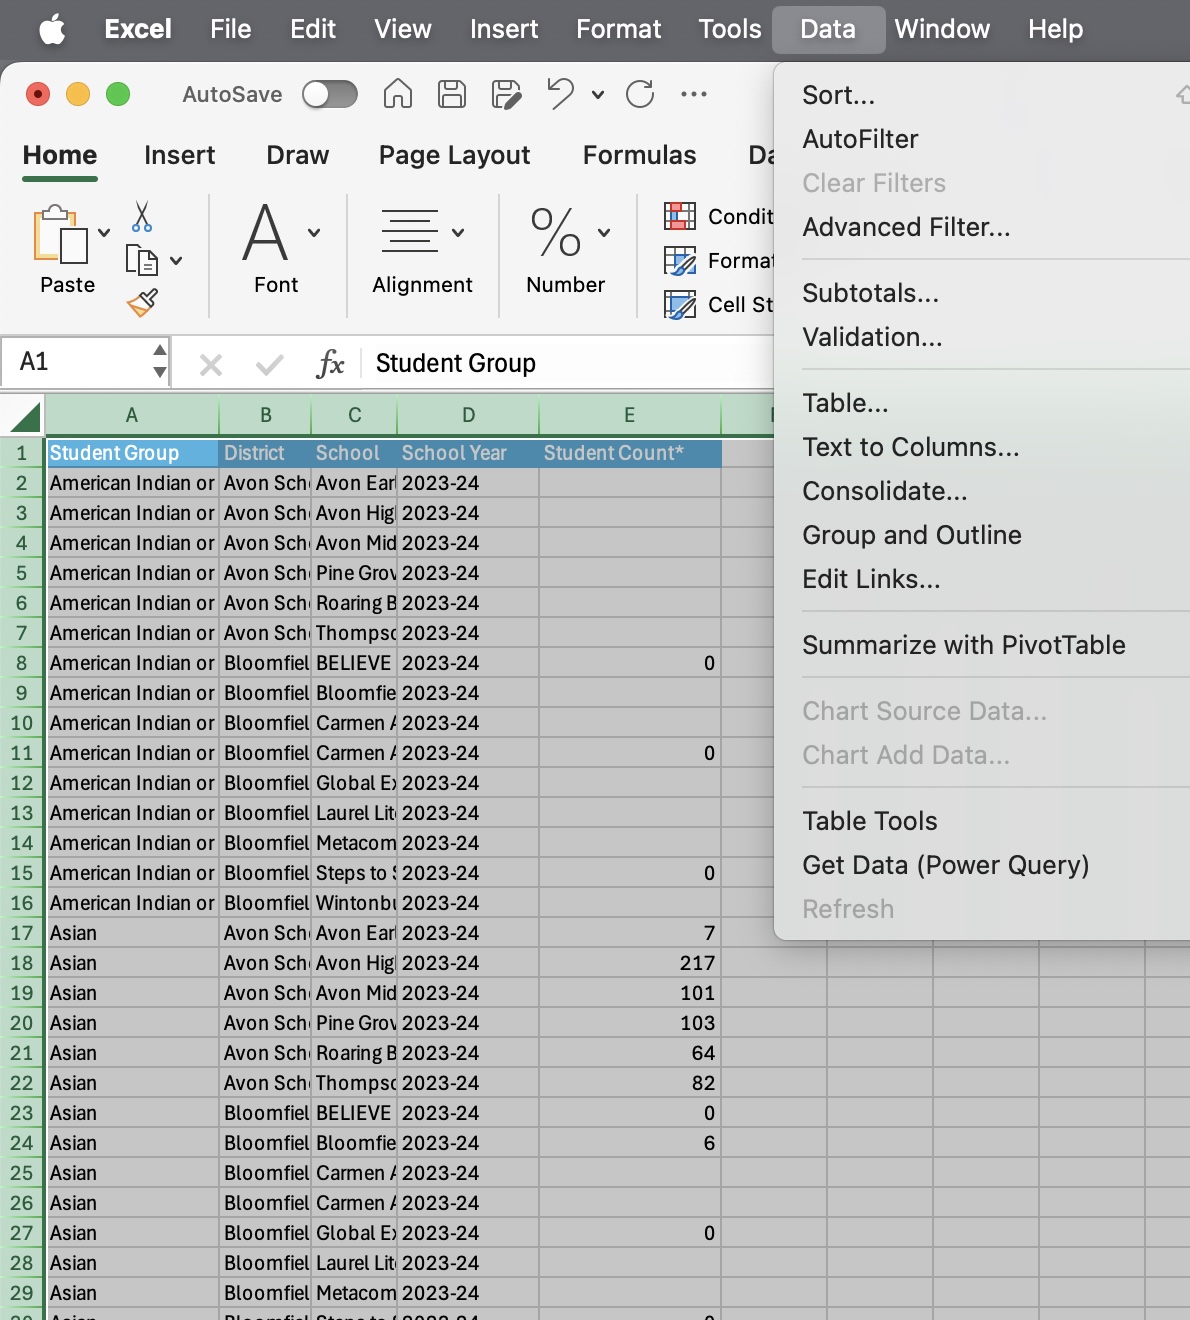 Excel File Edit View Insert Format Tools Data Window Help
AutoSave
Home Insert Draw Page Layout Formulas
Paste Font Alignment Number
Condit
Format
Cell St
A1 fx Student Group
Sort...
AutoFilter
Clear Filters
Advanced Filter...
Subtotals...
Validation...
Table...
Text to Columns...
Consolidate...
Group and Outline
Edit Links...
Summarize with PivotTable
Chart Source Data...
Chart Add Data...
Table Tools
Get Data (Power Query)
Refresh
A B C D E
1 Student Group District School School Year Student Count*
2 American Indian or Avon Sch Avon Earl 2023-24
3 American Indian or Avon Sch Avon Hig 2023-24
4 American Indian or Avon Sch Avon Mid 2023-24
5 American Indian or Avon Sch Pine Grov 2023-24
6 American Indian or Avon Sch Roaring B 2023-24
7 American Indian or Avon Sch Thompso 2023-24
8 American Indian or Bloomfiel BELIEVE 2023-24 0
9 American Indian or Bloomfiel Bloomfie 2023-24
10 American Indian or Bloomfiel Carmen A 2023-24
11 American Indian or Bloomfiel Carmen A 2023-24 0
12 American Indian or Bloomfiel Global Ex 2023-24
13 American Indian or Bloomfiel Laurel Lit 2023-24
14 American Indian or Bloomfiel Metacom 2023-24
15 American Indian or Bloomfiel Steps to 2023-24 0
16 American Indian or Bloomfiel Wintonbu 2023-24
17 Asian Avon Sch Avon Earl 2023-24 7
18 Asian Avon Sch Avon Hig 2023-24 217
19 Asian Avon Sch Avon Mid 2023-24 101
20 Asian Avon Sch Pine Grov 2023-24 103
21 Asian Avon Sch Roaring B 2023-24 64
22 Asian Avon Sch Thompso 2023-24 82
23 Asian Bloomfiel BELIEVE 2023-24 0
24 Asian Bloomfiel Bloomfie 2023-24 6
25 Asian Bloomfiel Carmen A 2023-24
26 Asian Bloomfiel Carmen A 2023-24
27 Asian Bloomfiel Global Ex 2023-24 0
28 Asian Bloomfiel Laurel Lit 2023-24
29 Asian Bloomfiel Metacom 2023-24